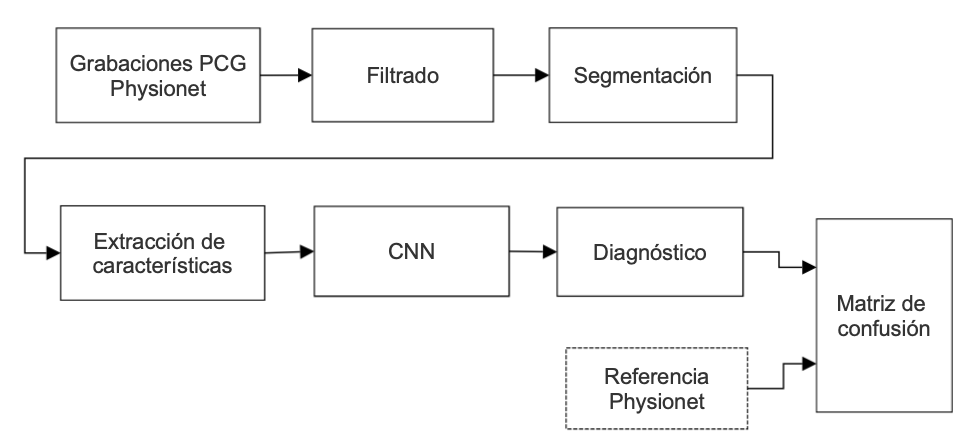 Grabaciones PCG
Physionet
Filtrado
Segmentación
Extracción de
características
CNN
Diagnóstico
Matriz de
confusión
Referencia
Physionet